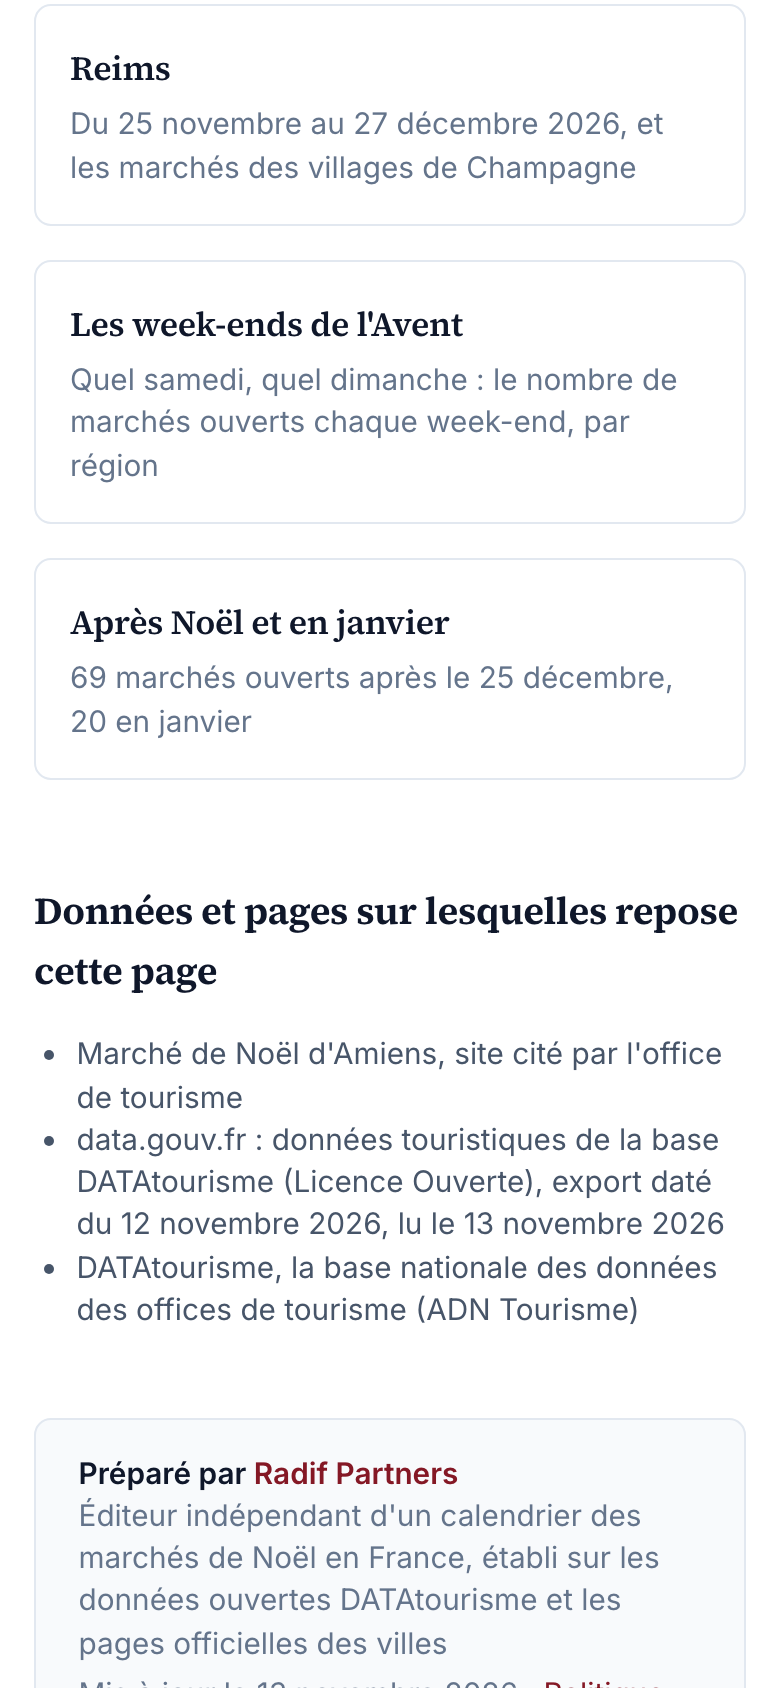 Reims
Du 25 novembre au 27 décembre 2026, et
les marchés des villages de Champagne
Les week-ends de l'Avent
Quel samedi, quel dimanche : le nombre de
marchés ouverts chaque week-end, par
région
Après Noël et en janvier
69 marchés ouverts après le 25 décembre,
20 en janvier
Données et pages sur lesquelles repose
cette page
• Marché de Noël d'Amiens, site cité par l'office
de tourisme
• data.gouv.fr : données touristiques de la base
DATAtourisme (Licence Ouverte), export daté
du 12 novembre 2026, lu le 13 novembre 2026
• DATAtourisme, la base nationale des données
des offices de tourisme (ADN Tourisme)
Préparé par Radif Partners
Éditeur indépendant d'un calendrier des
marchés de Noël en France, établi sur les
données ouvertes DATAtourisme et les
pages officielles des villes